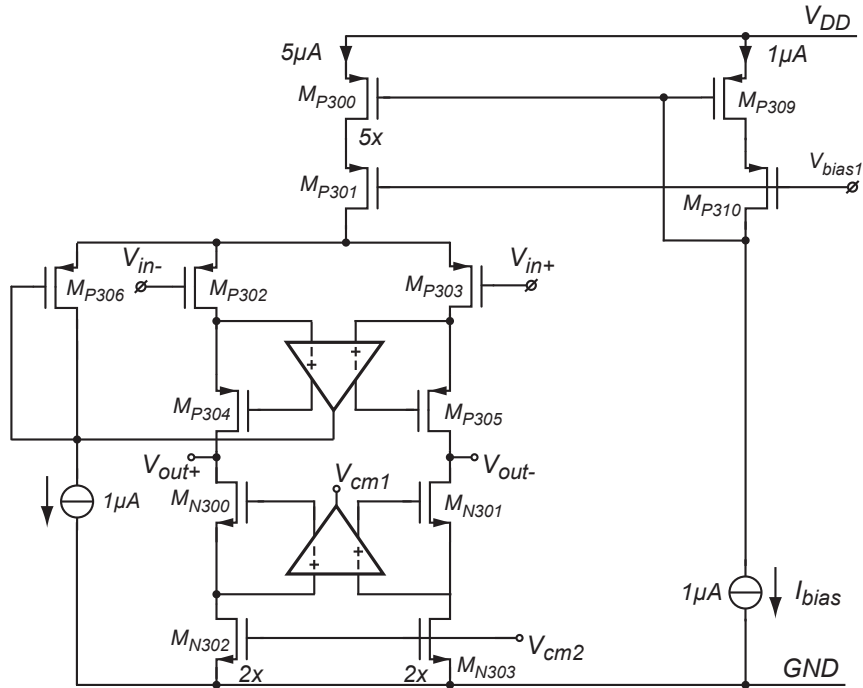 V_DD
5µA
1µA
M_P300
M_P309
5x
V_bias1
M_P301
M_P310
V_in-
V_in+
M_P306
M_P302
M_P303
+ - - +
M_P304
M_P305
V_out+
V_cm1
V_out-
1µA
M_N300
M_N301
- -
+ +
1µA
I_bias
M_N302
V_cm2
2x
2x
M_N303
GND